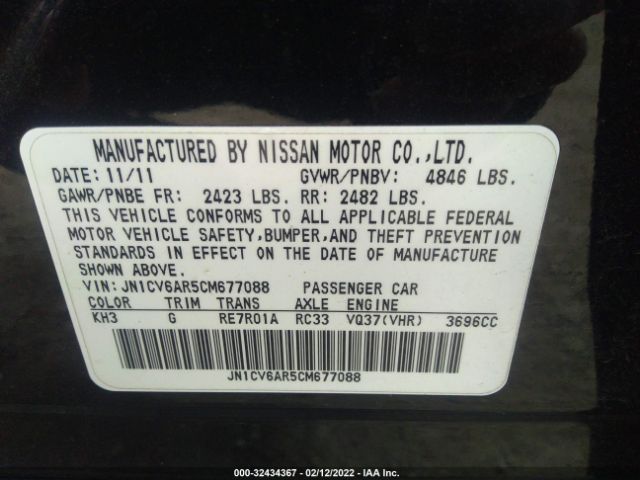 MANUFACTURED BY NISSAN MOTOR CO.,LTD.
DATE: 11/11 GVWR/PNBV: 4846 LBS.
GAWR/PNBE FR: 2423 LBS. RR: 2482 LBS.
THIS VEHICLE CONFORMS TO ALL APPLICABLE FEDERAL
MOTOR VEHICLE SAFETY,BUMPER,AND THEFT PREVENTION
STANDARDS IN EFFECT ON THE DATE OF MANUFACTURE
SHOWN ABOVE.
VIN: JN1CV6AR5CM677088 PASSENGER CAR
COLOR TRIM TRANS AXLE ENGINE
KH3 G RE7R01A RC33 VQ37(VHR) 3696CC
JN1CV6AR5CM677088
000-32434367 - 02/12/2022 - IAA Inc.